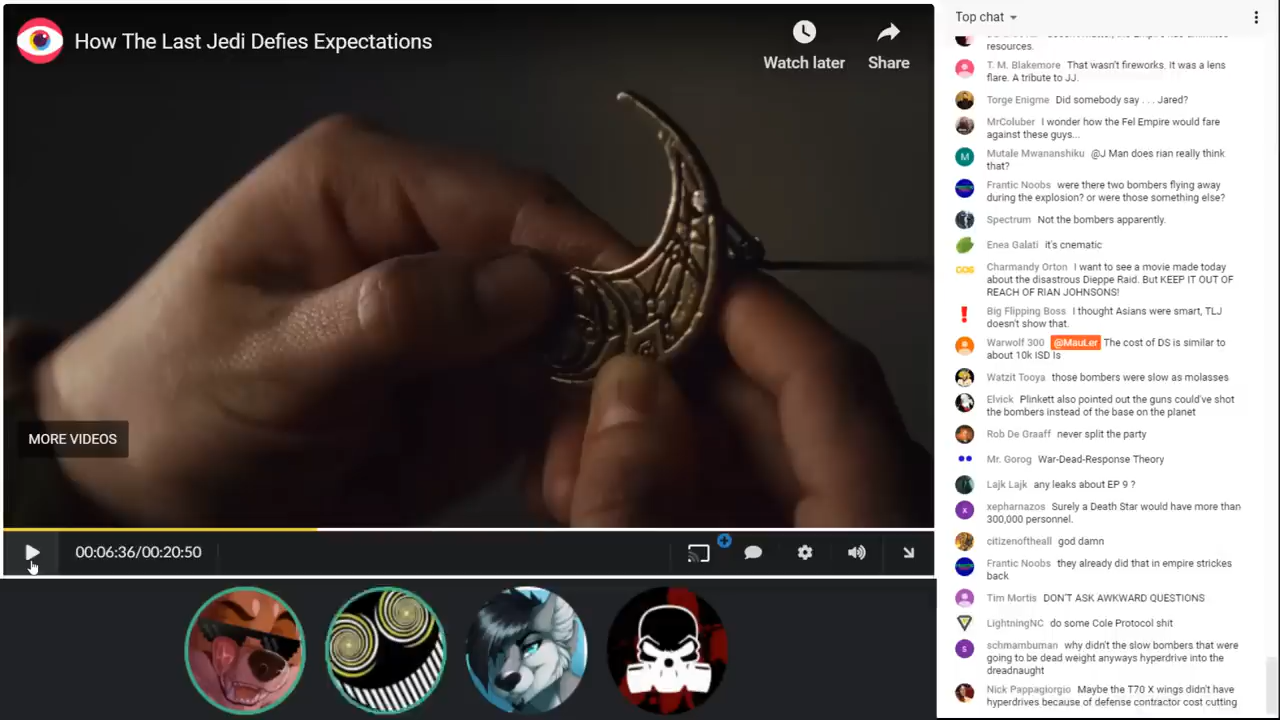 How The Last Jedi Defies Expectations
Watch later
Share
MORE VIDEOS
00:06:36/00:20:50
Top chat
resources.
T. M. Blakemore That wasn't fireworks. It was a lens
flare. A tribute to JJ.
Torge Enigme Did somebody say . . . Jared?
MrColuber I wonder how the Fel Empire would fare
against these guys...
M
Mutale Mwananshiku @J Man does rian really think
that?
Frantic Noobs were there two bombers flying away
during the explosion? or were those something else?
Spectrum Not the bombers apparently.
Enea Galati it's cnematic
Charmandy Orton I want to see a movie made today
about the disastrous Dieppe Raid. But KEEP IT OUT OF
REACH OF RIAN JOHNSONS!
Big Flipping Boss I thought Asians were smart, TLJ
doesn't show that.
Warwolf 300 @MauLer The cost of DS is similar to
about 10k ISD Is
Watzit Tooya those bombers were slow as molasses
Elvick Plinkett also pointed out the guns could've shot
the bombers instead of the base on the planet
Rob De Graaff never split the party
Mr. Gorog War-Dead-Response Theory
Lajk Lajk any leaks about EP 9 ?
x
xepharnazos Surely a Death Star would have more than
300,000 personnel.
citizenoftheall god damn
Frantic Noobs they already did that in empire strickes
back
Tim Mortis DON'T ASK AWKWARD QUESTIONS
LightningNC do some Cole Protocol shit
s
schmambuman why didn't the slow bombers that were
going to be dead weight anyways hyperdrive into the
dreadnaught
Nick Pappagiorgio Maybe the T70 X wings didn't have
hyperdrives because of defense contractor cost cutting